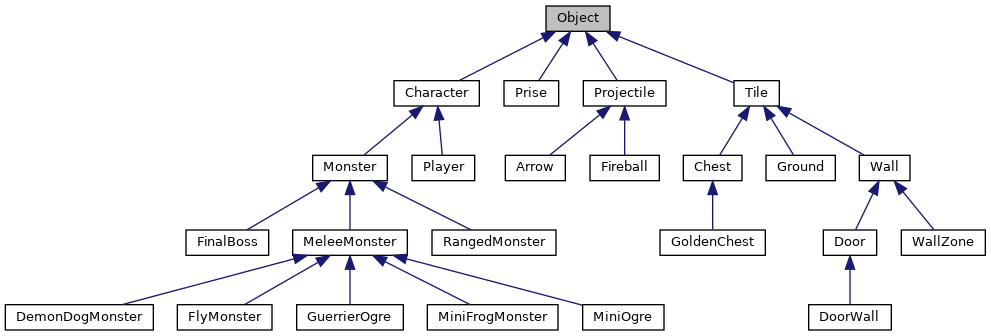 Object
Character
Prise
Projectile
Tile
Monster
Player
Arrow
Fireball
Chest
Ground
Wall
FinalBoss
MeleeMonster
RangedMonster
GoldenChest
Door
WallZone
DemonDogMonster
FlyMonster
GuerrierOgre
MiniFrogMonster
MiniOgre
DoorWall